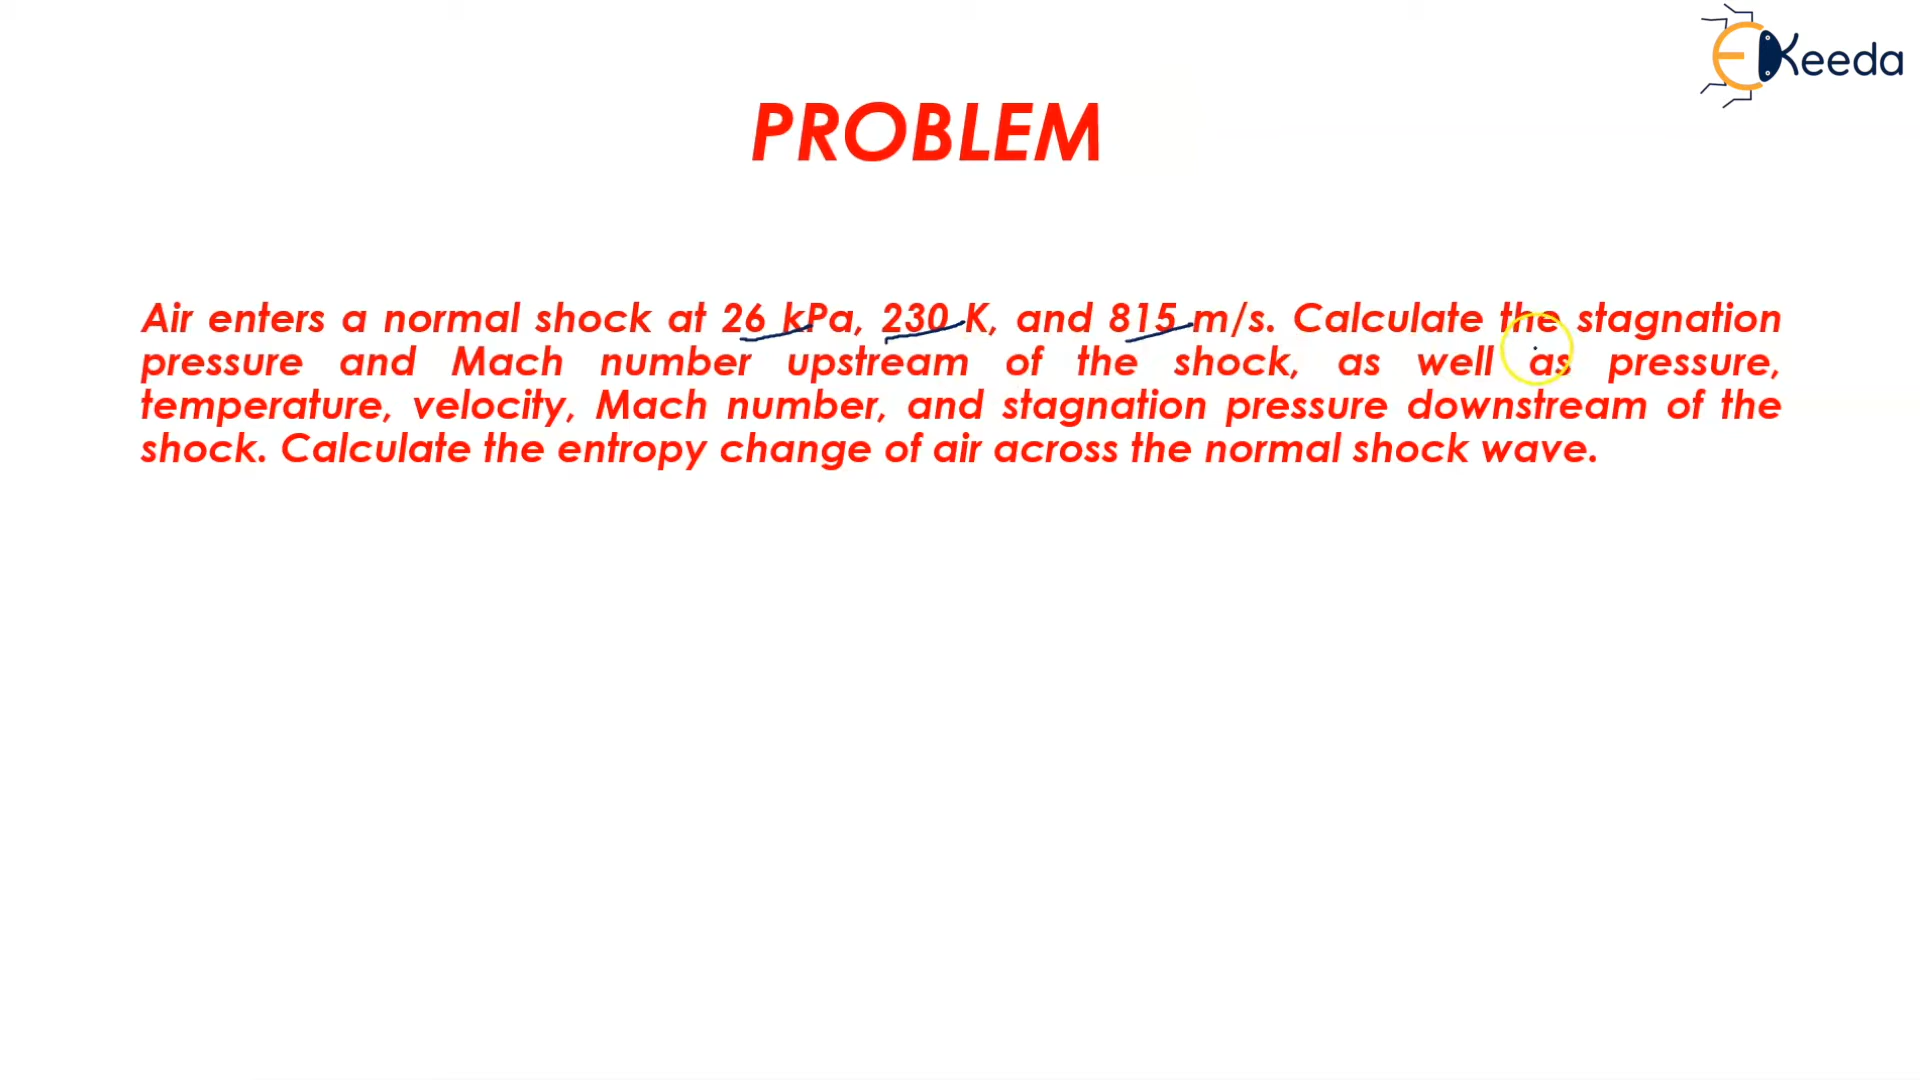 EKeeda
PROBLEM
Air enters a normal shock at 26 kPa, 230 K, and 815 m/s. Calculate the stagnation
pressure and Mach number upstream of the shock, as well as pressure,
temperature, velocity, Mach number, and stagnation pressure downstream of the
shock. Calculate the entropy change of air across the normal shock wave.